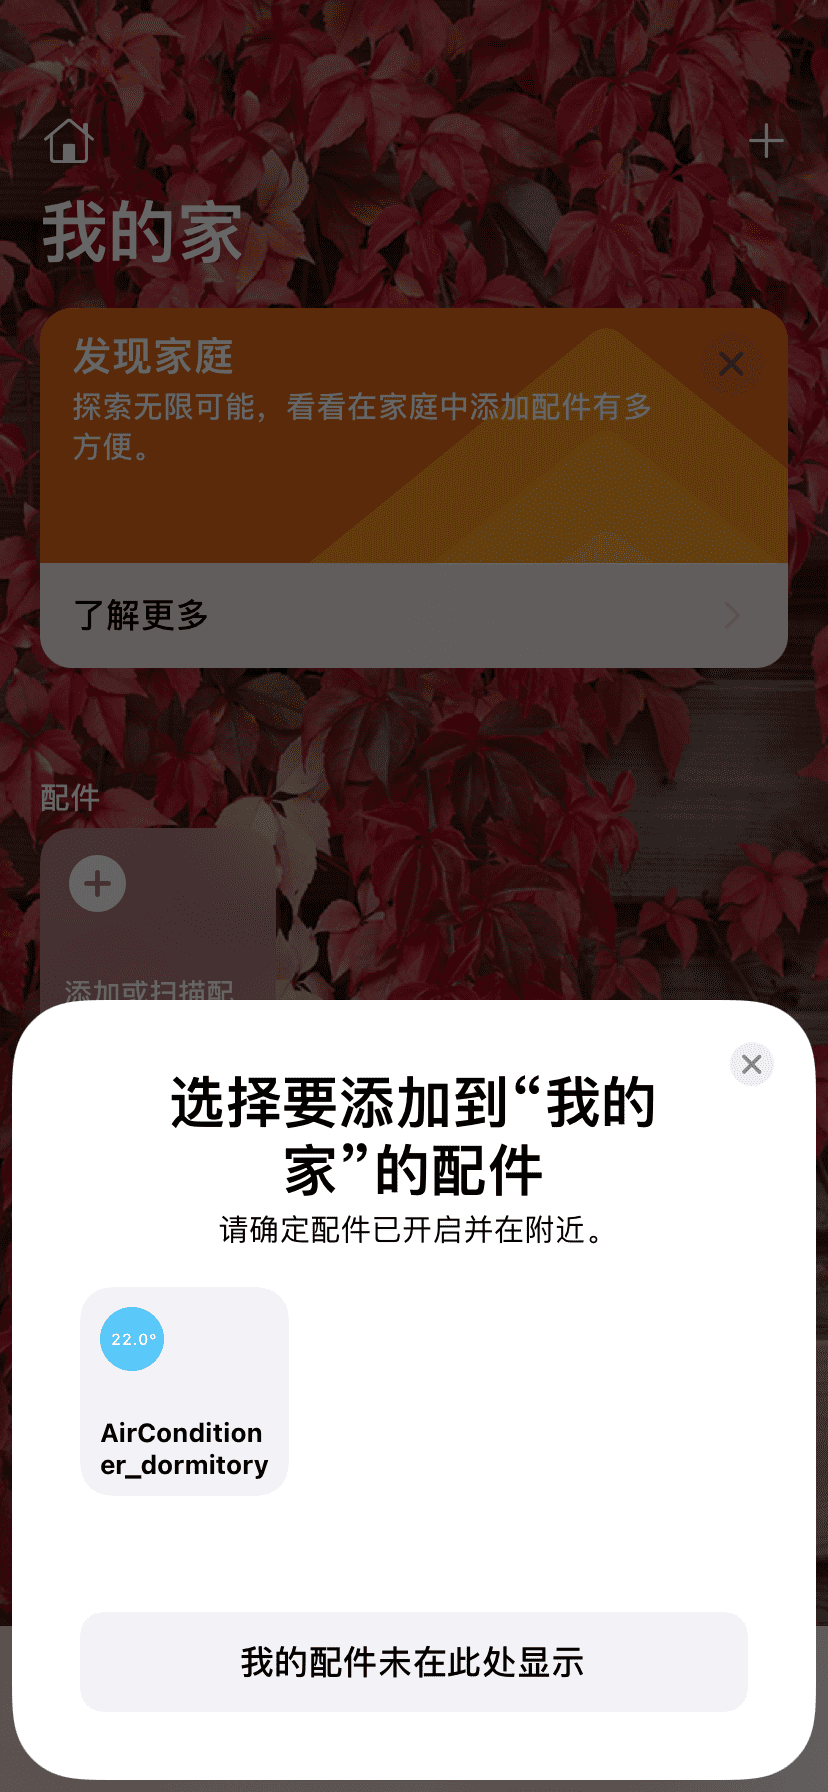 我的家
发现家庭
探索无限可能，看看在家庭中添加配件有多
方便。
了解更多
配件
添加或扫描配
选择要添加到“我的
家”的配件
请确定配件已开启并在附近。
22.0°
AirCondition
er_dormitory
我的配件未在此处显示